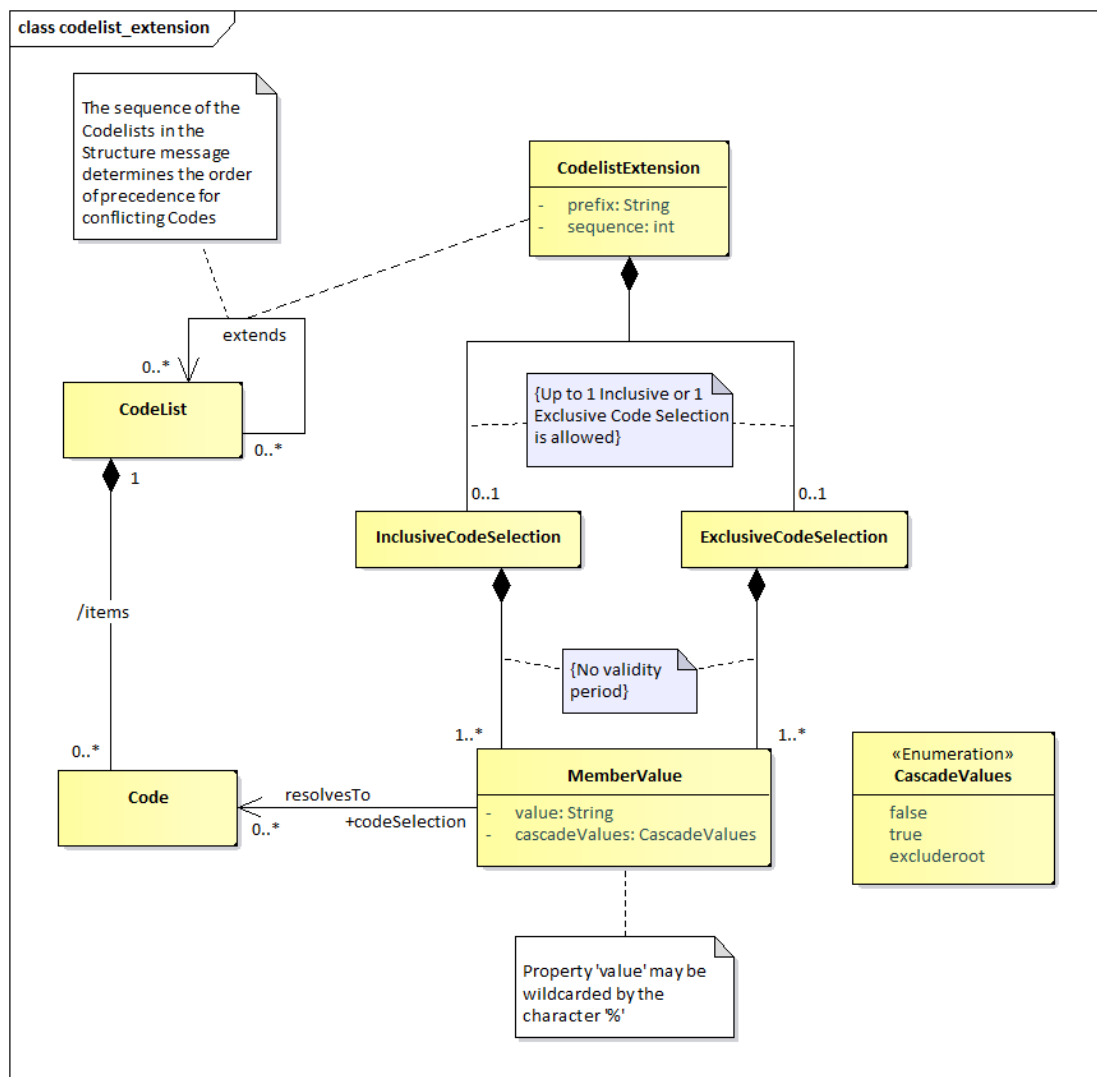 class codelist_extension
The sequence of the
Codelists in the
Structure message
determines the order
of precedence for
conflicting Codes
CodelistExtension
- prefix: String
- sequence: int
extends
0..*
CodeList
0..*
1
{Up to 1 Inclusive or 1
Exclusive Code Selection
is allowed}
0..1
0..1
InclusiveCodeSelection
ExclusiveCodeSelection
/items
{No validity
period}
1..*
1..*
0..*
Code
resolvesTo
0..*
+codeSelection
MemberValue
- value: String
- cascadeValues: CascadeValues
«Enumeration»
CascadeValues
false
true
excluderoot
Property 'value' may be
wildcarded by the
character '%'